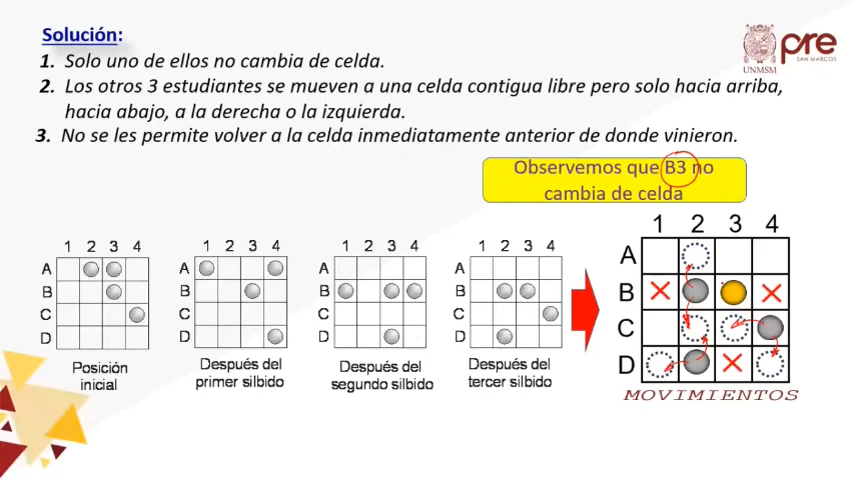 Solución:
1. Solo uno de ellos no cambia de celda.
2. Los otros 3 estudiantes se mueven a una celda contigua libre pero solo hacia arriba,
hacia abajo, a la derecha o la izquierda.
3. No se les permite volver a la celda inmediatamente anterior de donde vinieron.
UNMSM
pre
SAN MARCOS
Observemos que B3 no
cambia de celda
1 2 3 4
A
B
C
D
Posición
inicial
1 2 3 4
A
B
C
D
Después del
primer silbido
1 2 3 4
A
B
C
D
Después del
segundo silbido
1 2 3 4
A
B
C
D
Después del
tercer silbido
1 2 3 4
A
B
C
D
MOVIMIENTOS